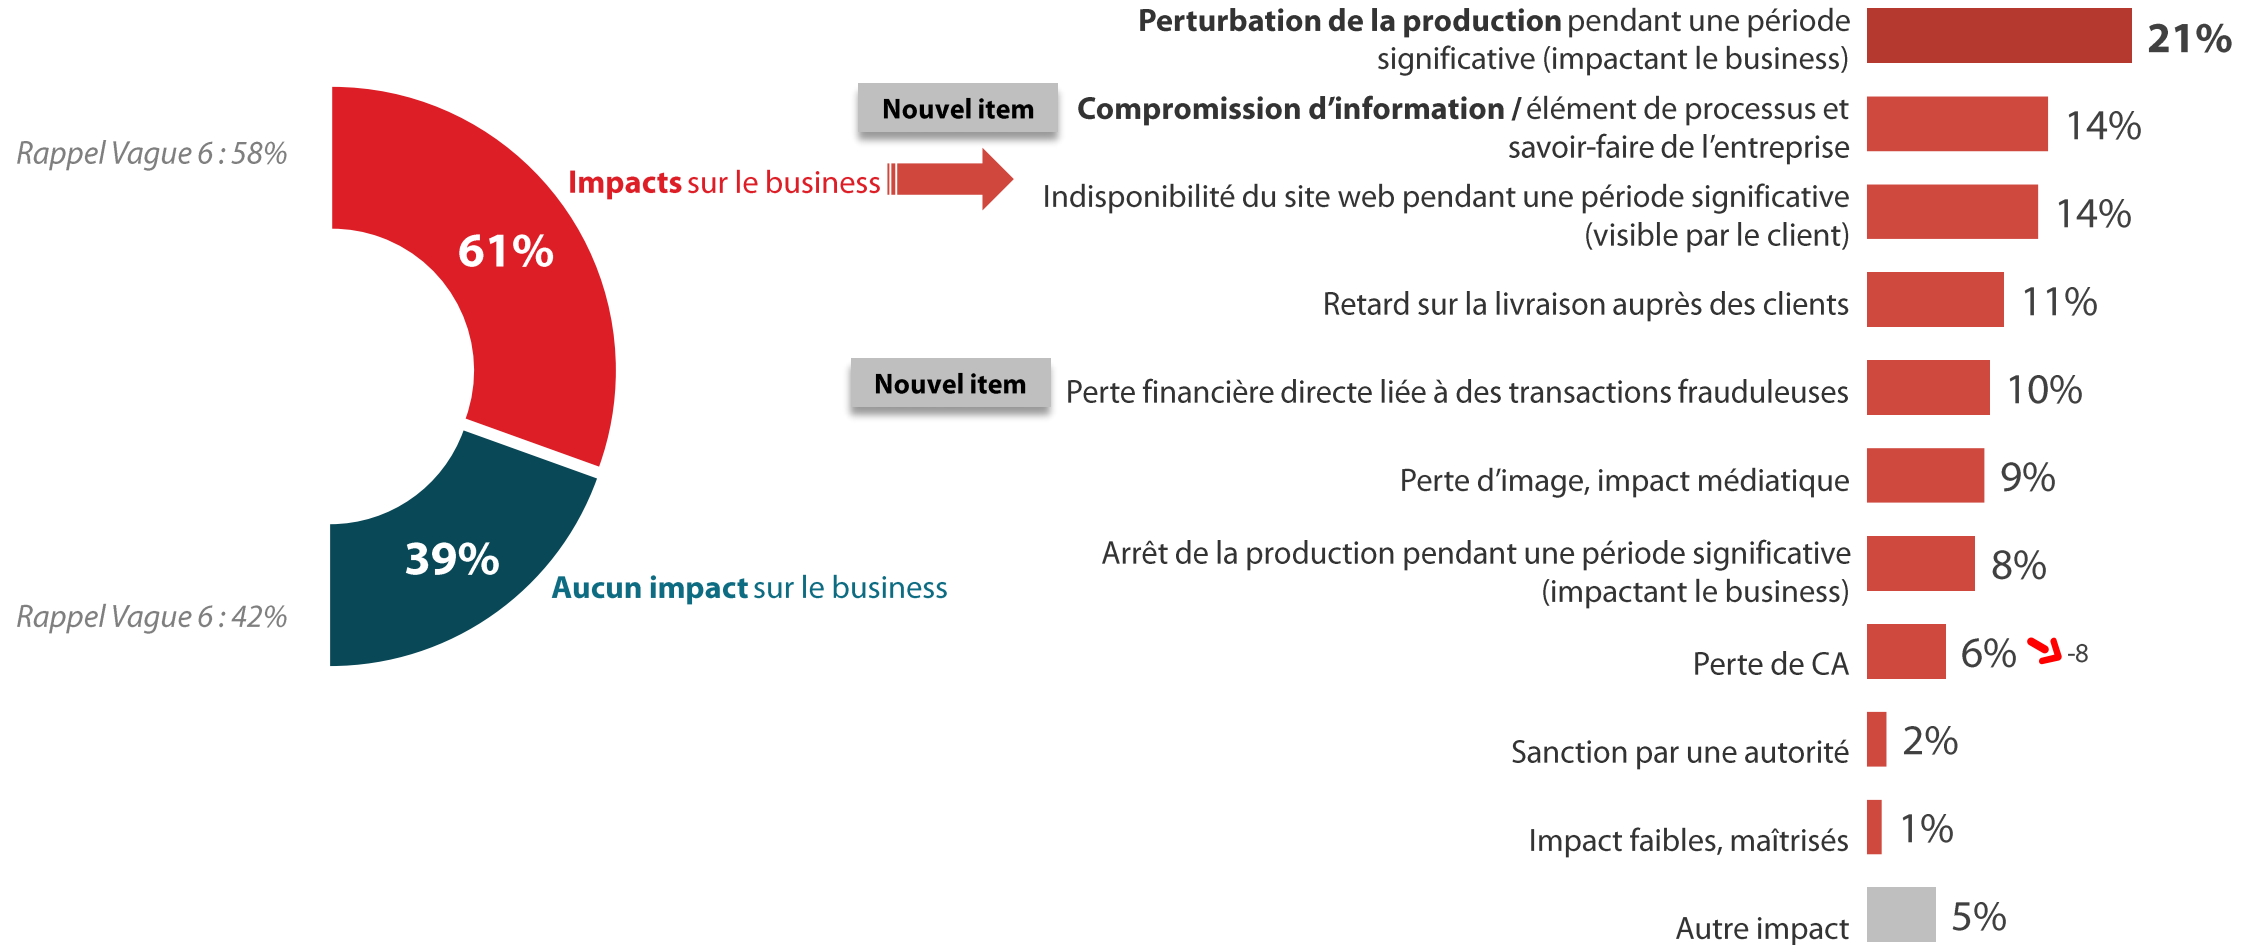 Rappel Vague 6 : 58%
61%
Impacts sur le business
39%
Aucun impact sur le business
Rappel Vague 6 : 42%
Perturbation de la production pendant une période
significative (impactant le business)
21%
Nouvel item
Compromission d’information / élément de processus et
savoir-faire de l’entreprise
14%
Indisponibilité du site web pendant une période significative
(visible par le client)
14%
Retard sur la livraison auprès des clients
11%
Nouvel item
Perte financière directe liée à des transactions frauduleuses
10%
Perte d’image, impact médiatique
9%
Arrêt de la production pendant une période significative
(impactant le business)
8%
Perte de CA
6%
-8
Sanction par une autorité
2%
Impact faibles, maîtrisés
1%
Autre impact
5%